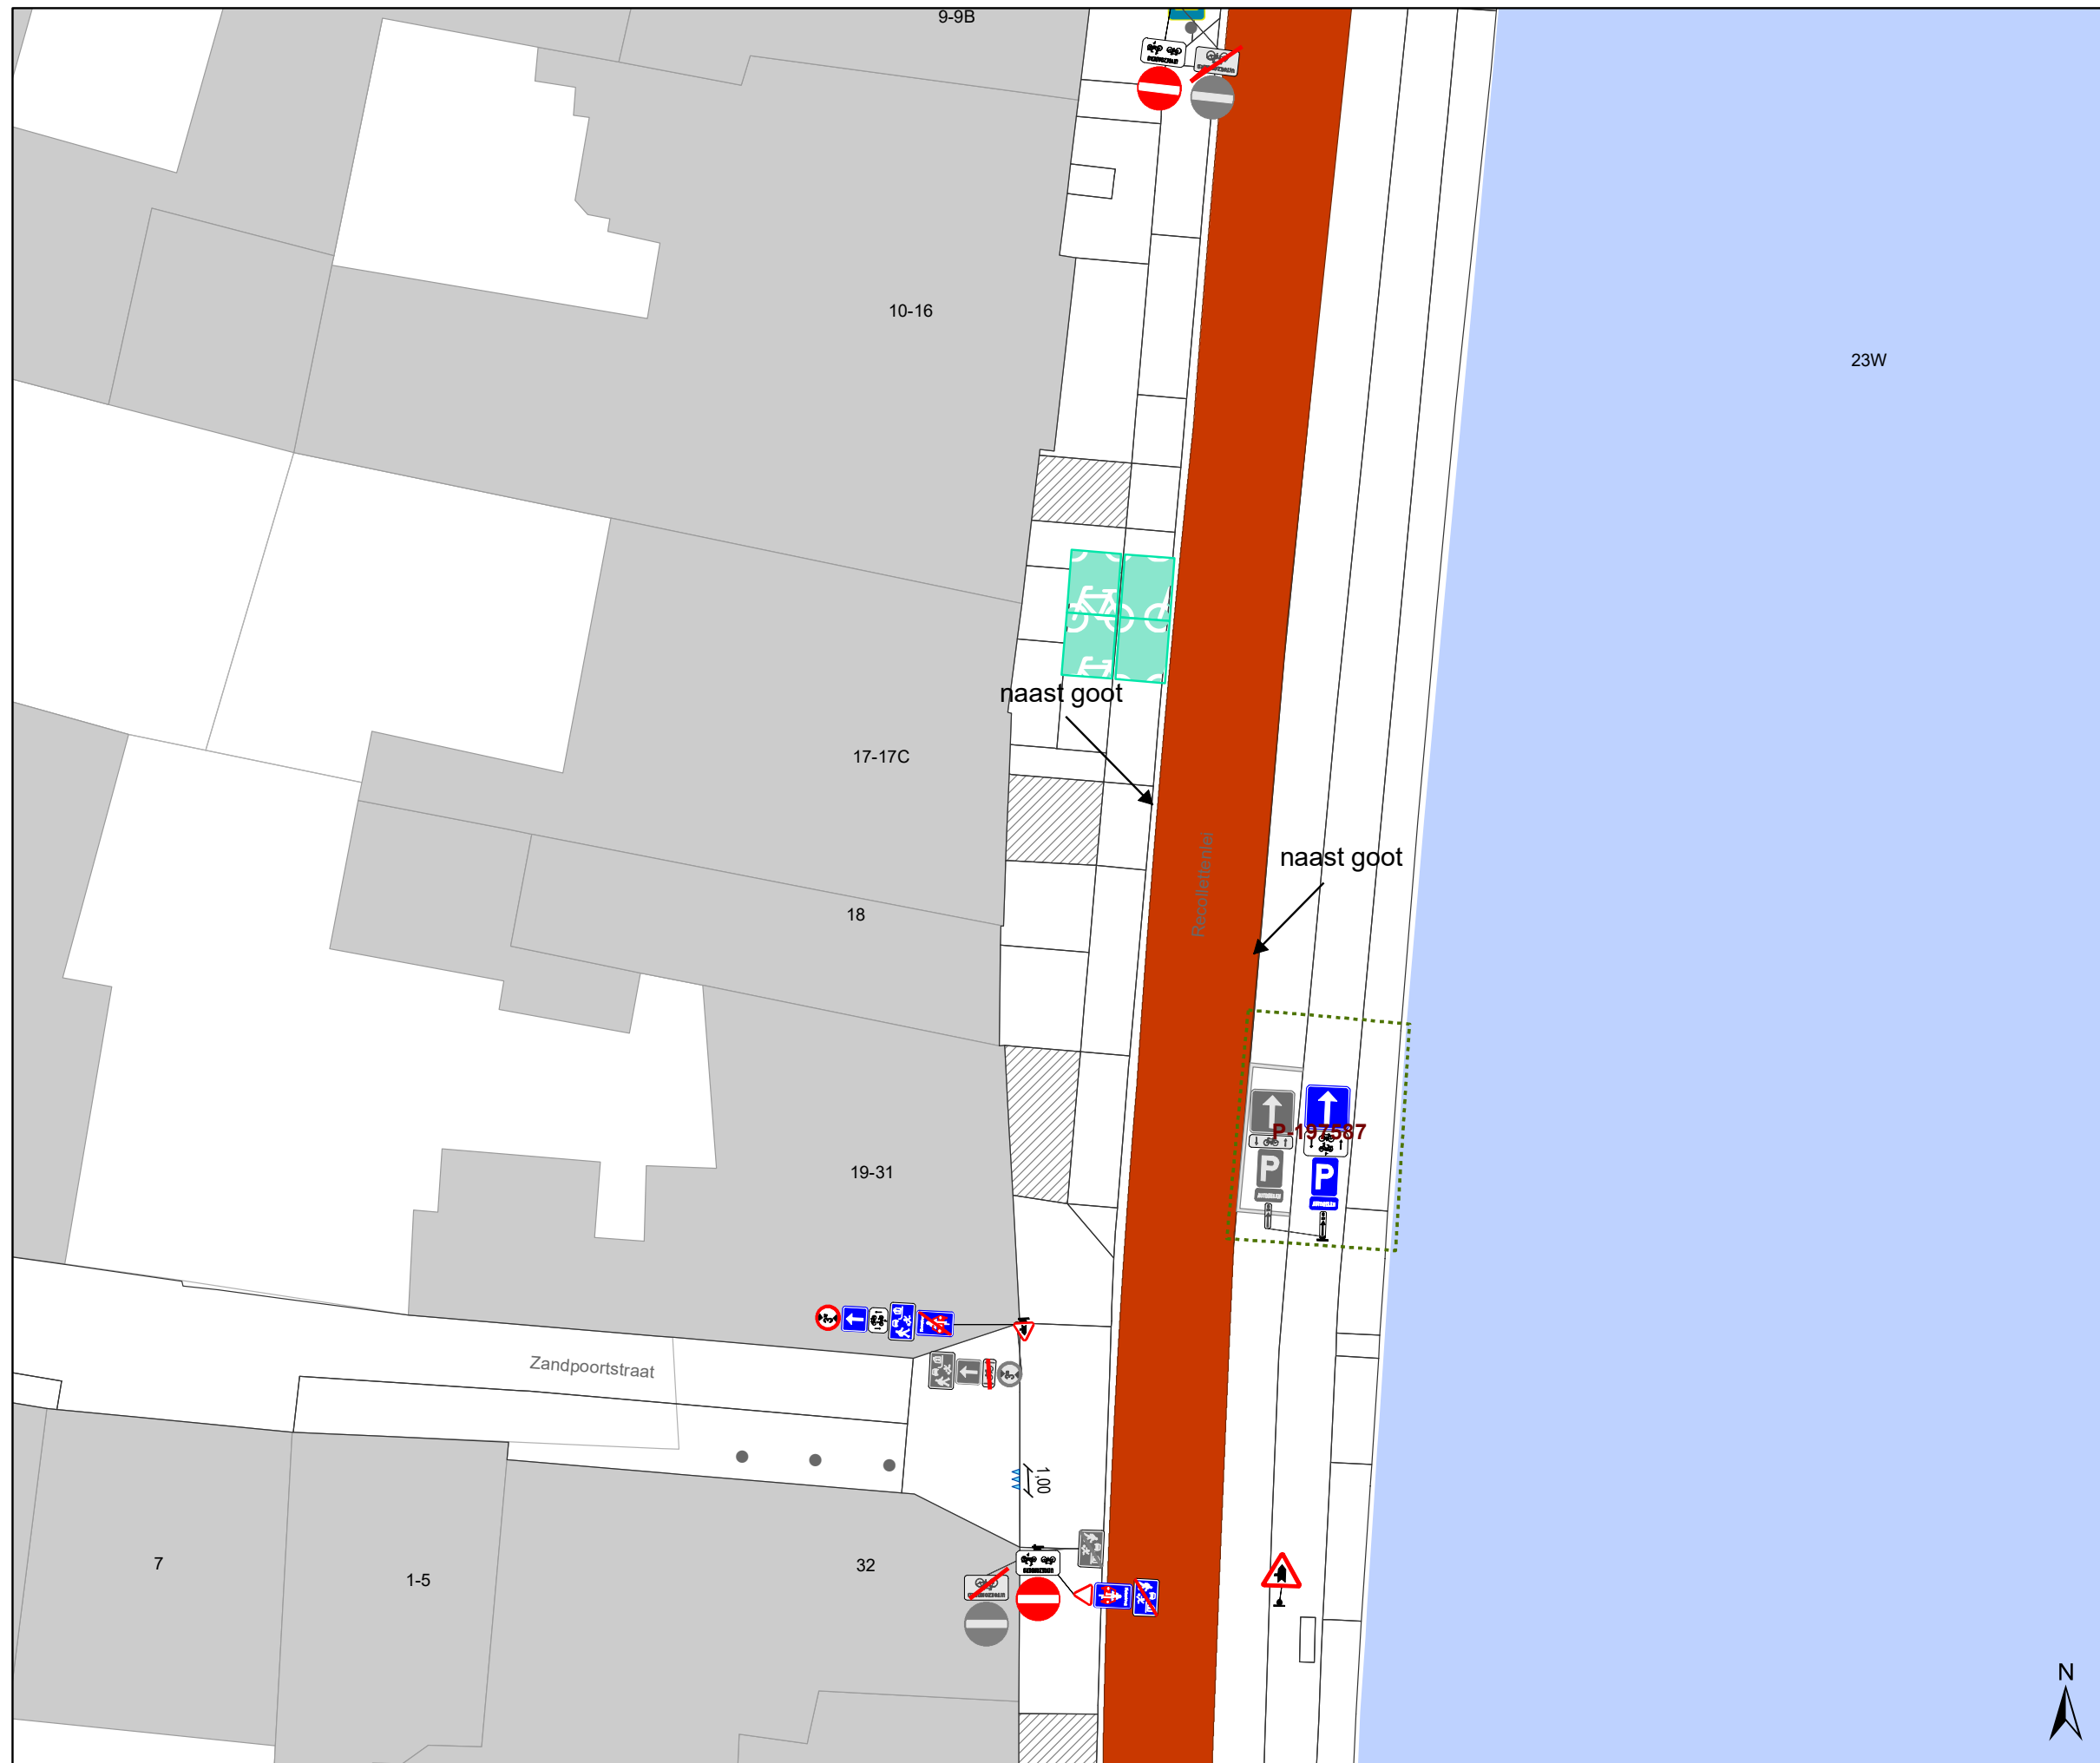 9-9B
10-16
23W
naast goot
17-17C
Recollettenlei
naast goot
18
P-197587
P
P
19-31
Zandpoortstraat
1,00
7
1-5
32
N